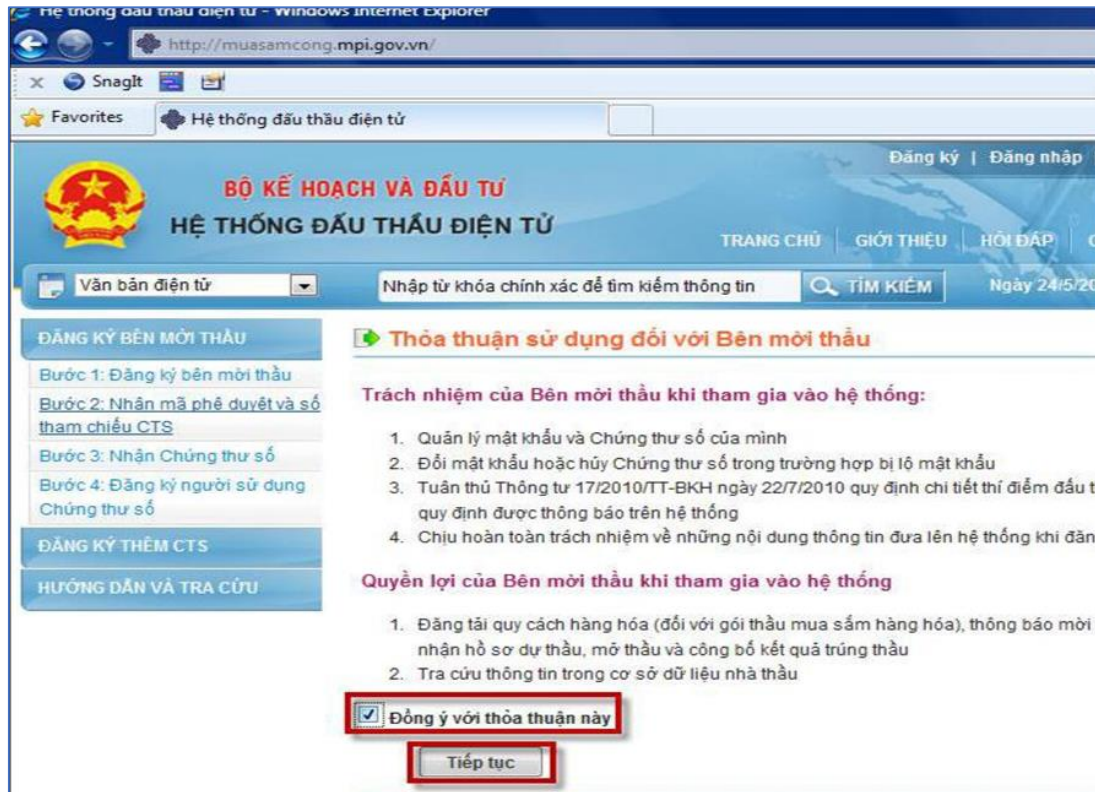 Hệ thống đấu thầu điện tử - Windows Internet Explorer
http://muasamcong.mpi.gov.vn/
x SnagIt
Favorites Hệ thống đấu thầu điện tử
Đăng ký | Đăng nhập
BỘ KẾ HOẠCH VÀ ĐẦU TƯ
HỆ THỐNG ĐẤU THẦU ĐIỆN TỬ
TRANG CHỦ GIỚI THIỆU HỎI ĐÁP
Văn bản điện tử Nhập từ khóa chính xác để tìm kiếm thông tin TÌM KIẾM Ngày 24/5/20
ĐĂNG KÝ BÊN MỜI THẦU
Bước 1: Đăng ký bên mời thầu
Bước 2: Nhận mã phê duyệt và số
tham chiếu CTS
Bước 3: Nhận Chứng thư số
Bước 4: Đăng ký người sử dụng
Chứng thư số
ĐĂNG KÝ THÊM CTS
HƯỚNG DẪN VÀ TRA CỨU
Thỏa thuận sử dụng đối với Bên mời thầu
Trách nhiệm của Bên mời thầu khi tham gia vào hệ thống:
1. Quản lý mật khẩu và Chứng thư số của mình
2. Đổi mật khẩu hoặc hủy Chứng thư số trong trường hợp bị lộ mật khẩu
3. Tuân thủ Thông tư 17/2010/TT-BKH ngày 22/7/2010 quy định chi tiết thí điểm đấu t
quy định được thông báo trên hệ thống
4. Chịu hoàn toàn trách nhiệm về những nội dung thông tin đưa lên hệ thống khi đăn
Quyền lợi của Bên mời thầu khi tham gia vào hệ thống
1. Đăng tải quy cách hàng hóa (đối với gói thầu mua sắm hàng hóa), thông báo mời
nhận hồ sơ dự thầu, mở thầu và công bố kết quả trúng thầu
2. Tra cứu thông tin trong cơ sở dữ liệu nhà thầu
Đồng ý với thỏa thuận này
Tiếp tục